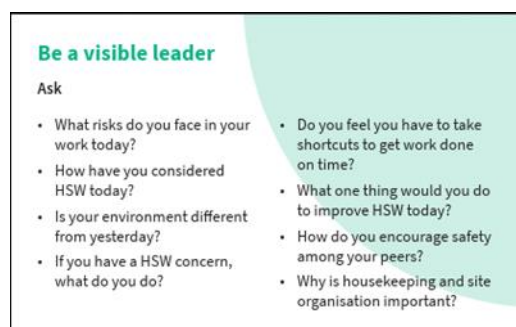 Be a visible leader
Ask
• What risks do you face in your
work today?
• How have you considered
HSW today?
• Is your environment different
from yesterday?
• If you have a HSW concern,
what do you do?
• Do you feel you have to take
shortcuts to get work done
on time?
• What one thing would you do
to improve HSW today?
• How do you encourage safety
among your peers?
• Why is housekeeping and site
organisation important?